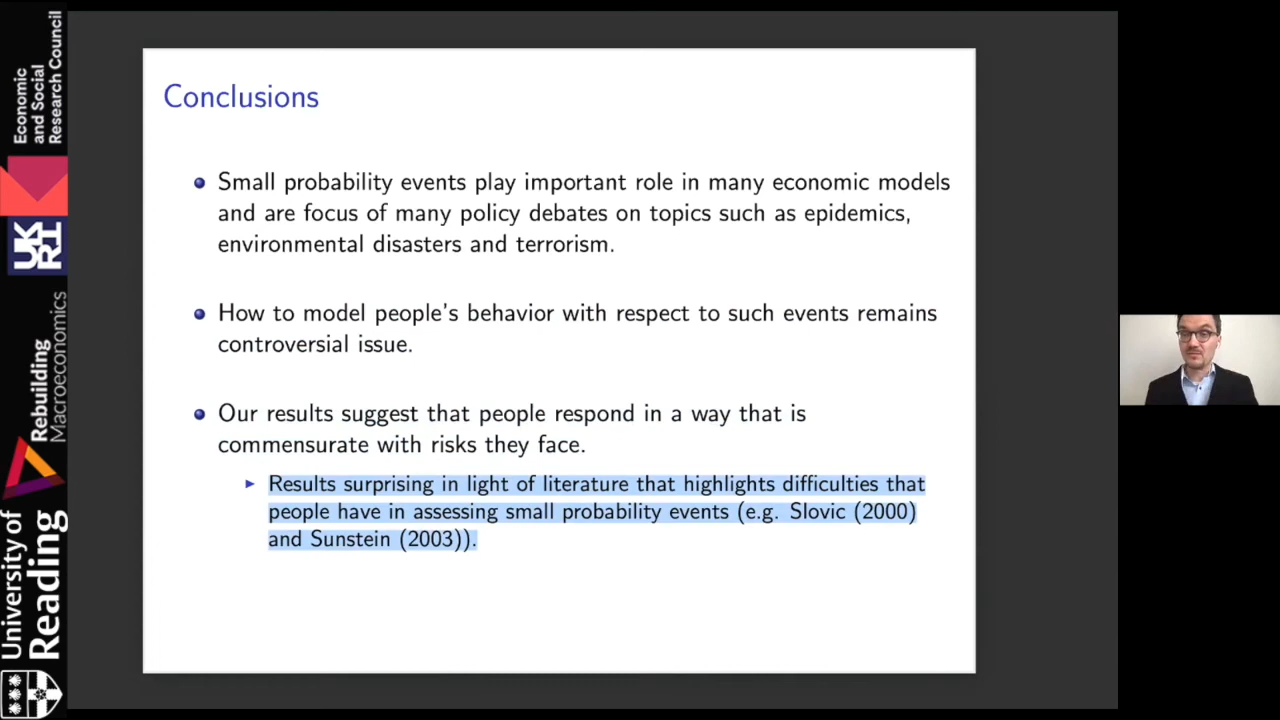 Economic
and Social
Research Council
UK
RI
Rebuilding
Macroeconomics
University of
Reading
Conclusions
Small probability events play important role in many economic models
and are focus of many policy debates on topics such as epidemics,
environmental disasters and terrorism.
How to model people's behavior with respect to such events remains
controversial issue.
Our results suggest that people respond in a way that is
commensurate with risks they face.
Results surprising in light of literature that highlights difficulties that
people have in assessing small probability events (e.g. Slovic (2000)
and Sunstein (2003)).